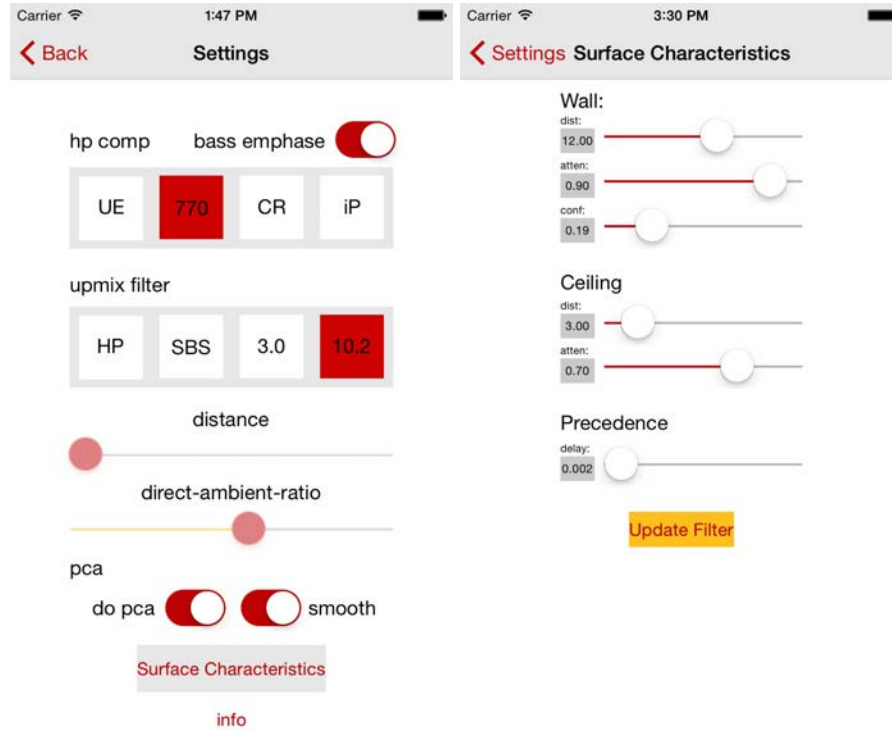 Carrier 1:47 PM
Back Settings
hp comp bass emphase
UE 770 CR iP
upmix filter
HP SBS 3.0 10.2
distance
direct-ambient-ratio
pca
do pca smooth
Surface Characteristics
info
Carrier 3:30 PM
Settings Surface Characteristics
Wall:
dist:
12.00
atten:
0.90
conf:
0.19
Ceiling
dist:
3.00
atten:
0.70
Precedence
delay:
0.002
Update Filter